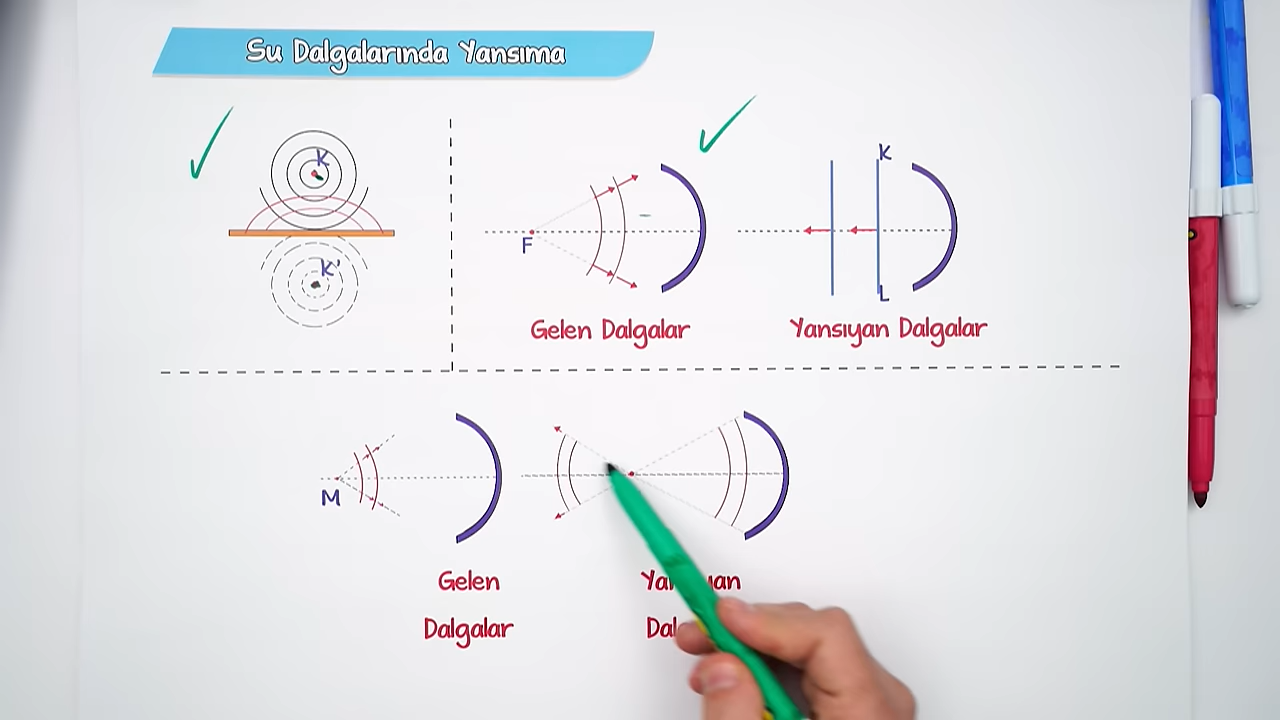 Su Dalgalarında Yansıma
K
K'
F
K
L
Gelen Dalgalar
Yansıyan Dalgalar
M
Gelen
Dalgalar